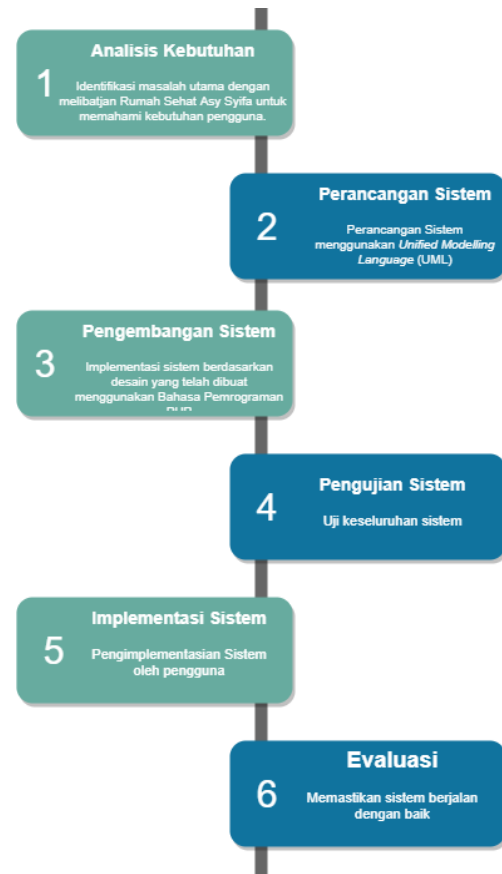 Analisis Kebutuhan
1
Identifikasi masalah utama dengan
melibatjan Rumah Sehat Asy Syifa untuk
memahami kebutuhan pengguna.
Perancangan Sistem
2
Perancangan Sistem
menggunakan Unified Modelling
Language (UML)
Pengembangan Sistem
3
Implementasi sistem berdasarkan
desain yang telah dibuat
menggunakan Bahasa Pemrograman
Pengujian Sistem
4
Uji keseluruhan sistem
Implementasi Sistem
5
Pengimplementasian Sistem
oleh pengguna
Evaluasi
6
Memastikan sistem berjalan
dengan baik